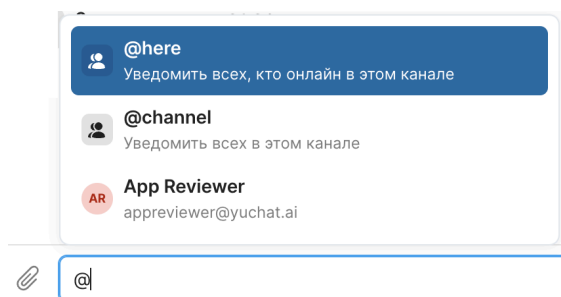 @here
Уведомить всех, кто онлайн в этом канале
@channel
Уведомить всех в этом канале
AR
App Reviewer
appreviewer@yuchat.ai
@